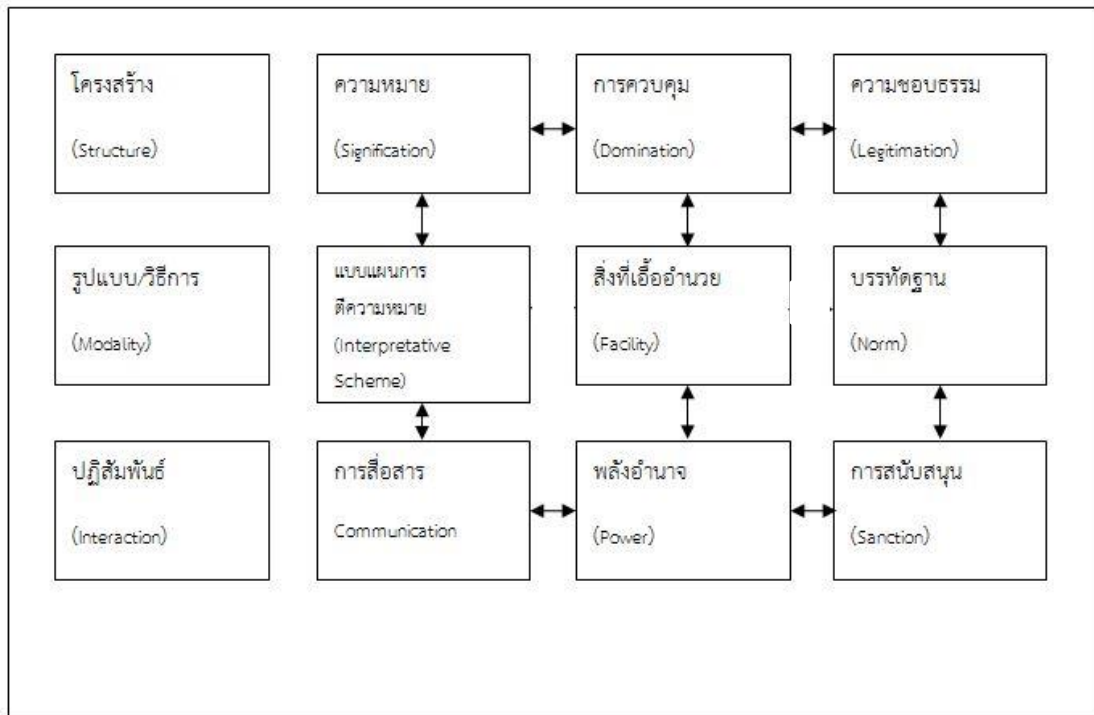 โครงสร้าง
(Structure)
ความหมาย
(Signification)
การควบคุม
(Domination)
ความชอบธรรม
(Legitimation)
รูปแบบ/วิธีการ
(Modality)
แบบแผนการ
ตีความหมาย
(Interpretative
Scheme)
สิ่งที่เอื้ออำนวย
(Facility)
บรรทัดฐาน
(Norm)
ปฏิสัมพันธ์
(Interaction)
การสื่อสาร
Communication
พลังอำนาจ
(Power)
การสนับสนุน
(Sanction)